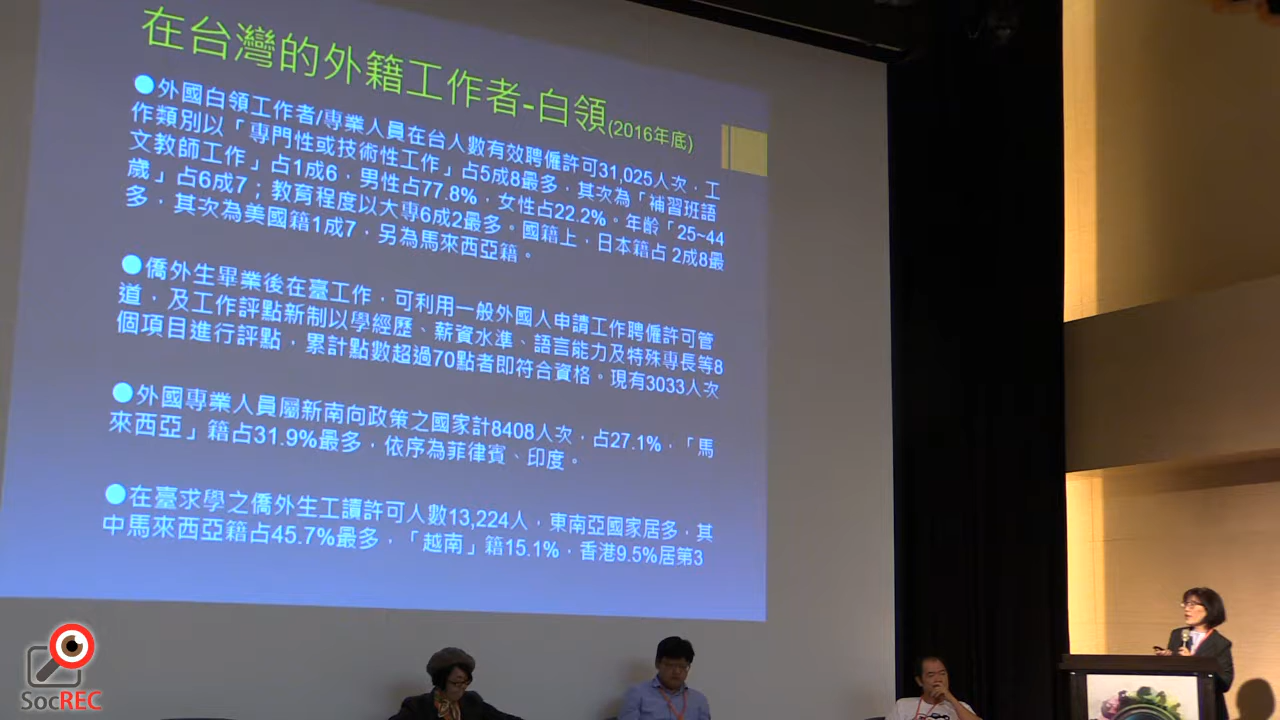 在台灣的外籍工作者-白領(2016年底)
●外國白領工作者/專業人員在台人數有效聘僱許可31,025人次，工
作類別以「專門性或技術性工作」占5成8最多，其次為「補習班語
文教師工作」占1成6，男性占77.8%，女性占22.2%。年齡「25~44
歲」占6成7；教育程度以大專6成2最多。國籍上，日本籍占 2成8最
多，其次為美國籍1成7，另為馬來西亞籍。
●僑外生畢業後在臺工作，可利用一般外國人申請工作聘僱許可管
道，及工作評點新制以學經歷、薪資水準、語言能力及特殊專長等8
個項目進行評點，累計點數超過70點者即符合資格。現有3033人次
●外國專業人員屬新南向政策之國家計8408人次，占27.1%，「馬
來西亞」籍占31.9%最多，依序為菲律賓、印度。
●在臺求學之僑外生工讀許可人數13,224人，東南亞國家居多，其
中馬來西亞籍占45.7%最多，「越南」籍15.1%，香港9.5%居第3
SocREC